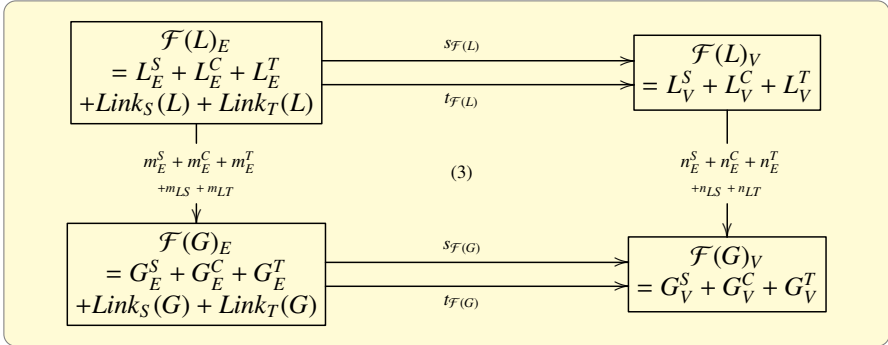 ℱ(L)_E
= L_E^S + L_E^C + L_E^T
+Link_S(L) + Link_T(L)
s_ℱ(L)
t_ℱ(L)
ℱ(L)_V
= L_V^S + L_V^C + L_V^T
m_E^S + m_E^C + m_E^T
+m_LS + m_LT
(3)
n_E^S + n_E^C + n_E^T
+n_LS + n_LT
ℱ(G)_E
= G_E^S + G_E^C + G_E^T
+Link_S(G) + Link_T(G)
s_ℱ(G)
t_ℱ(G)
ℱ(G)_V
= G_V^S + G_V^C + G_V^T